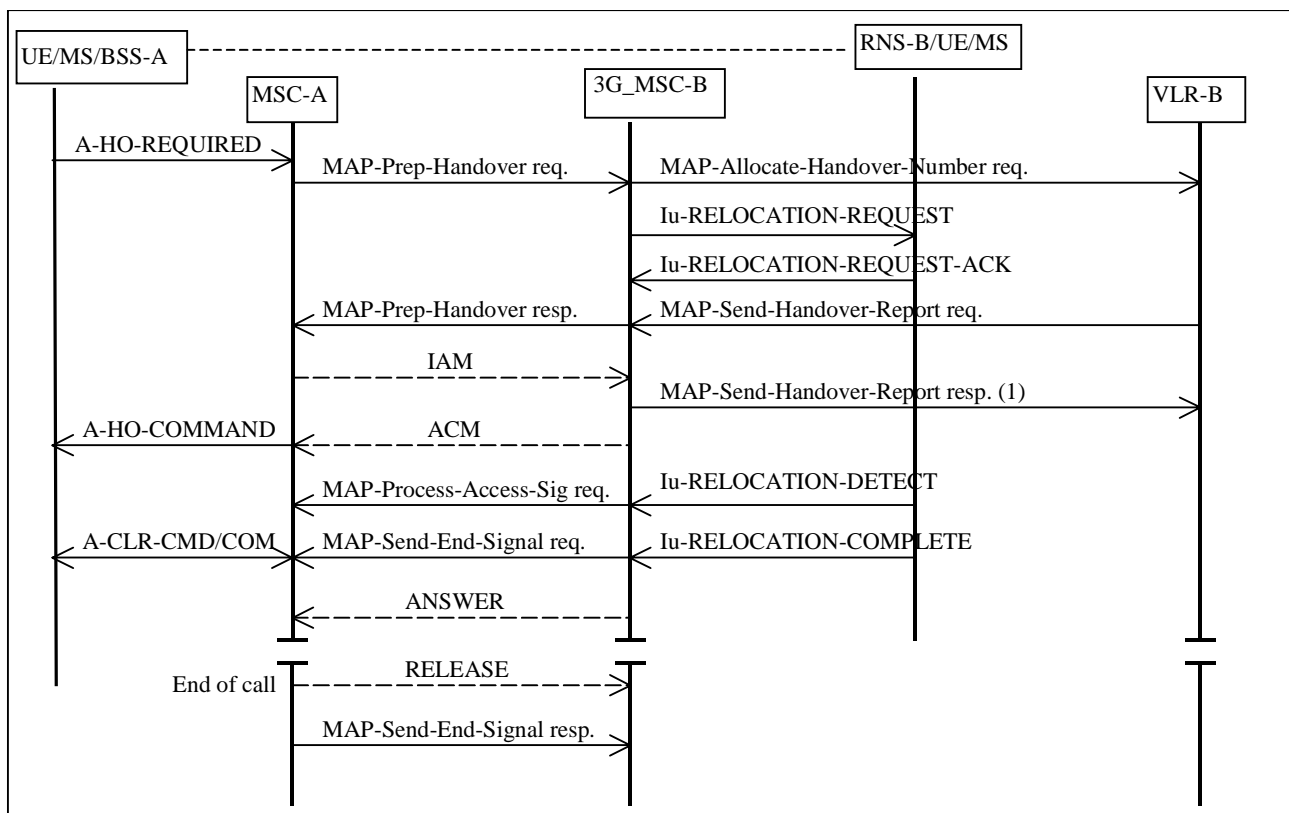 UE/MS/BSS-A
RNS-B/UE/MS
MSC-A
3G_MSC-B
VLR-B
A-HO-REQUIRED
MAP-Prep-Handover req.
MAP-Allocate-Handover-Number req.
Iu-RELOCATION-REQUEST
Iu-RELOCATION-REQUEST-ACK
MAP-Prep-Handover resp.
MAP-Send-Handover-Report req.
IAM
MAP-Send-Handover-Report resp. (1)
A-HO-COMMAND
ACM
MAP-Process-Access-Sig req.
Iu-RELOCATION-DETECT
A-CLR-CMD/COM
MAP-Send-End-Signal req.
Iu-RELOCATION-COMPLETE
ANSWER
End of call
RELEASE
MAP-Send-End-Signal resp.